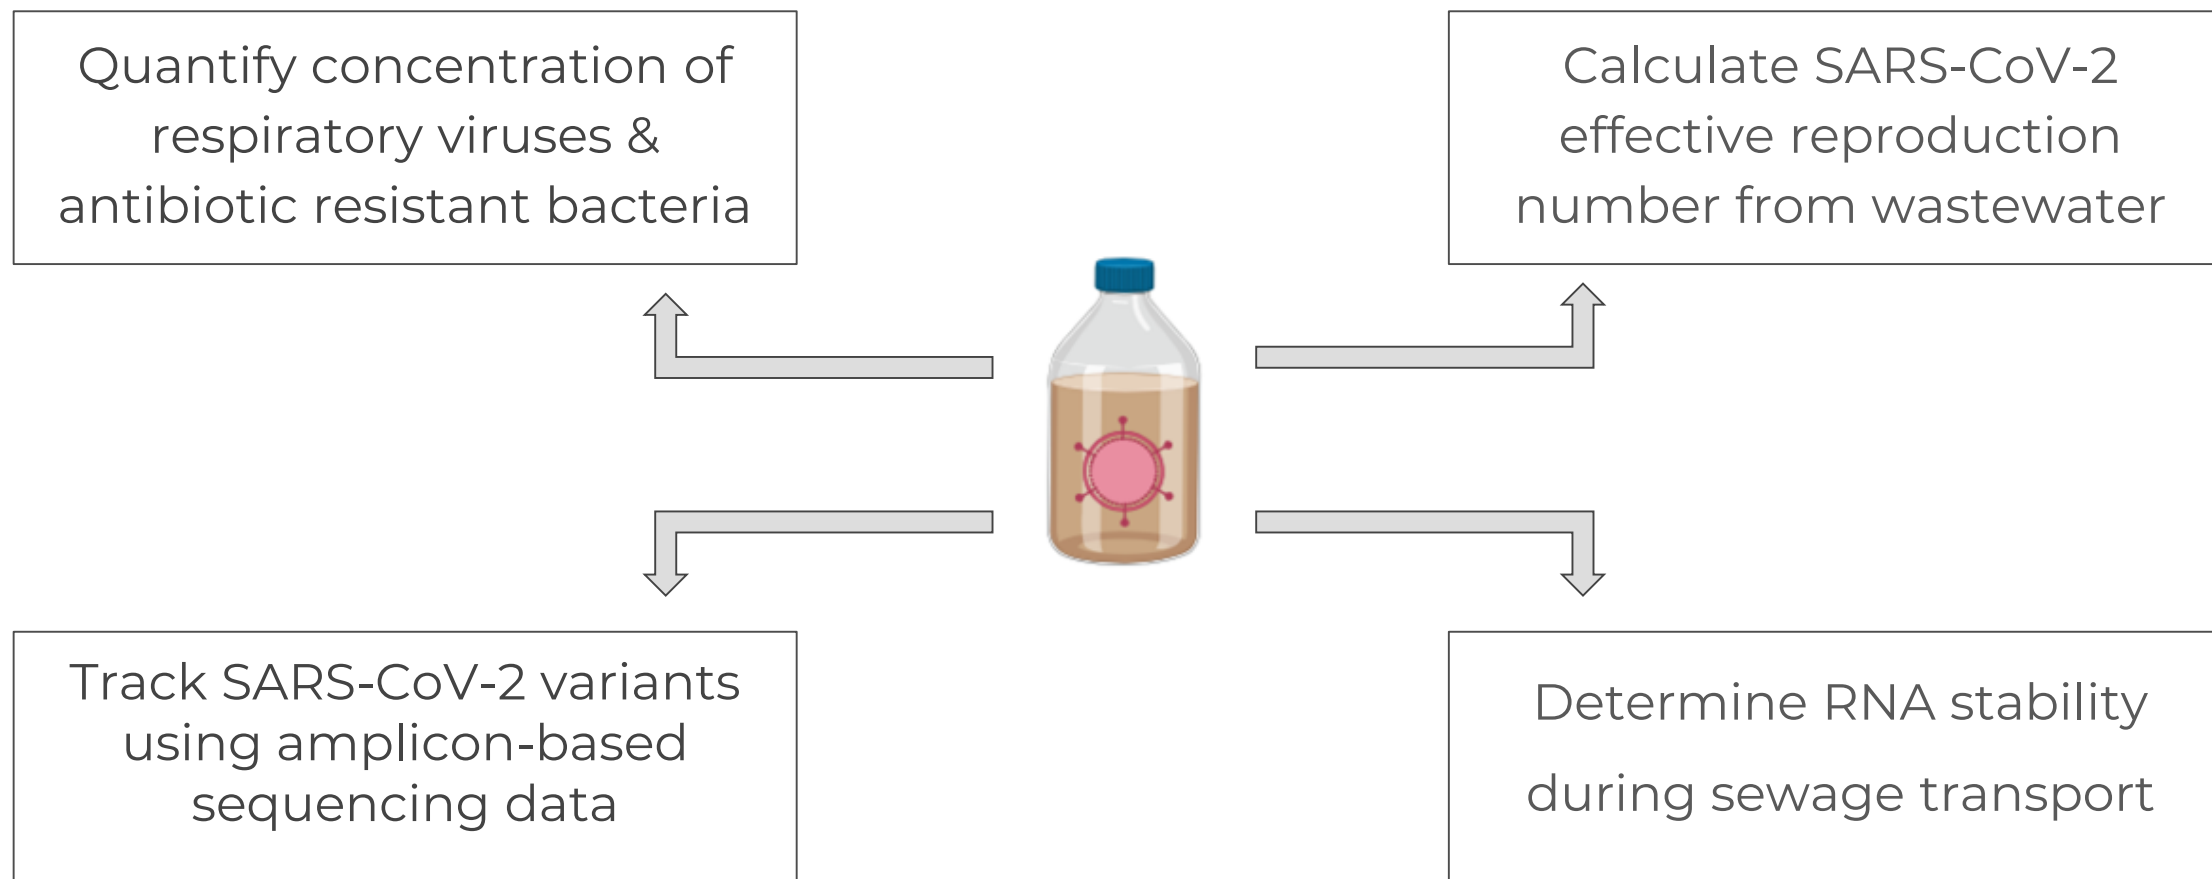 Quantify concentration of
respiratory viruses &
antibiotic resistant bacteria
Calculate SARS-CoV-2
effective reproduction
number from wastewater
Track SARS-CoV-2 variants
using amplicon-based
sequencing data
Determine RNA stability
during sewage transport